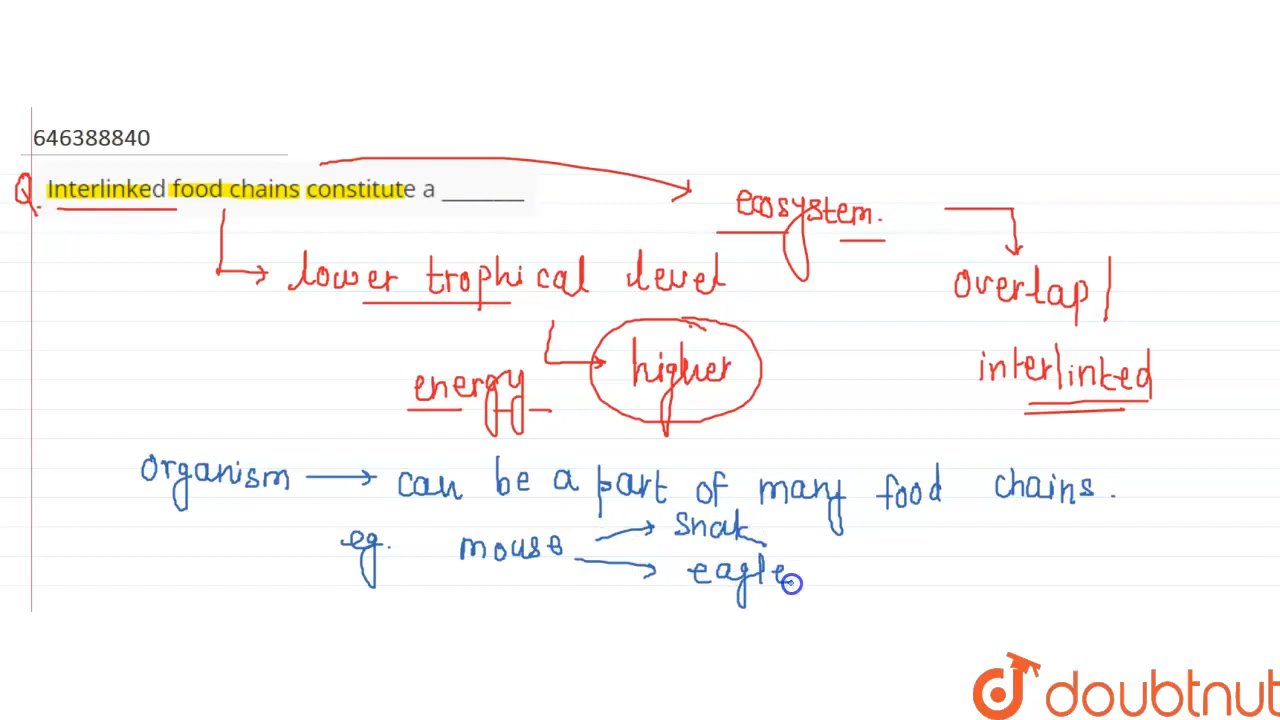 646388840
Q. Interlinked food chains constitute a ________
ecosystem.
lower trophical level
overlap
higher
interlinked
energy
organism can be a part of many food chains.
eg. mouse snak
eagle
doubtnut